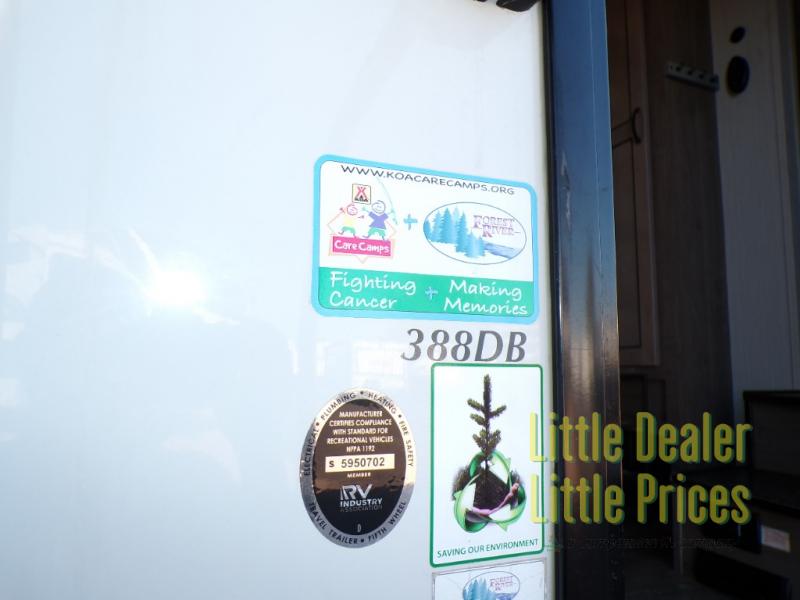 WWW.KOACARECAMPS.ORG
Care Camps
+
FOREST
RIVER
Fighting
Cancer
+
Making
Memories
388DB
ELECTRICAL • PLUMBING • HEATING • FIRE SAFETY
MANUFACTURER
CERTIFIES COMPLIANCE
WITH STANDARD FOR
RECREATIONAL VEHICLES
NFPA 1192
S 5950702
MEMBER
RV
INDUSTRY
ASSOCIATION
D
TRAVEL TRAILER • FIFTH WHEEL
SAVING OUR ENVIRONMENT
FOREST
RIVER
Little Dealer
Little Prices